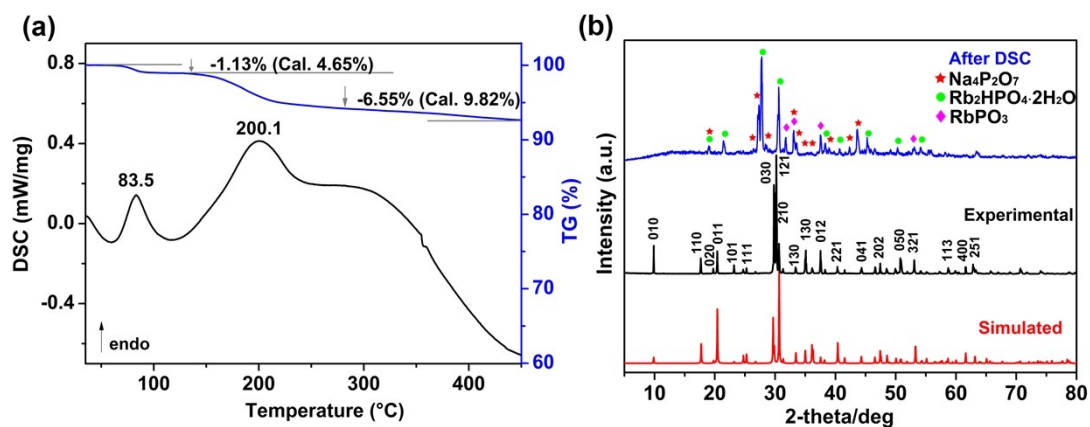 (a)
0.8
0.4
0.0
-0.4
DSC (mW/mg)
-1.13% (Cal. 4.65%)
-6.55% (Cal. 9.82%)
200.1
83.5
endo
100
90
80
70
60
TG (%)
100
200
300
400
Temperature (°C)
(b)
Intensity (a.u.)
After DSC
Na₄P₂O₇
Rb₂HPO₄·2H₂O
RbPO₃
Experimental
010
110
020
011
101
111
030
121
210
130
130
012
221
041
202
050
321
113
400
251
Simulated
10
20
30
40
50
60
70
80
2-theta/deg